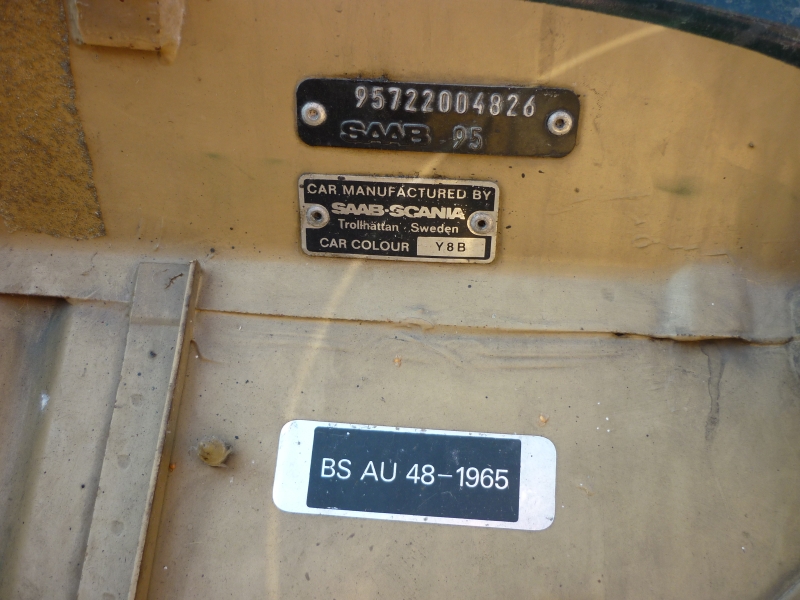 95722004826
SAAB 95
CAR MANUFACTURED BY
SAAB-SCANIA
Trollhättan · Sweden
CAR COLOUR Y8B
BS AU 48-1965